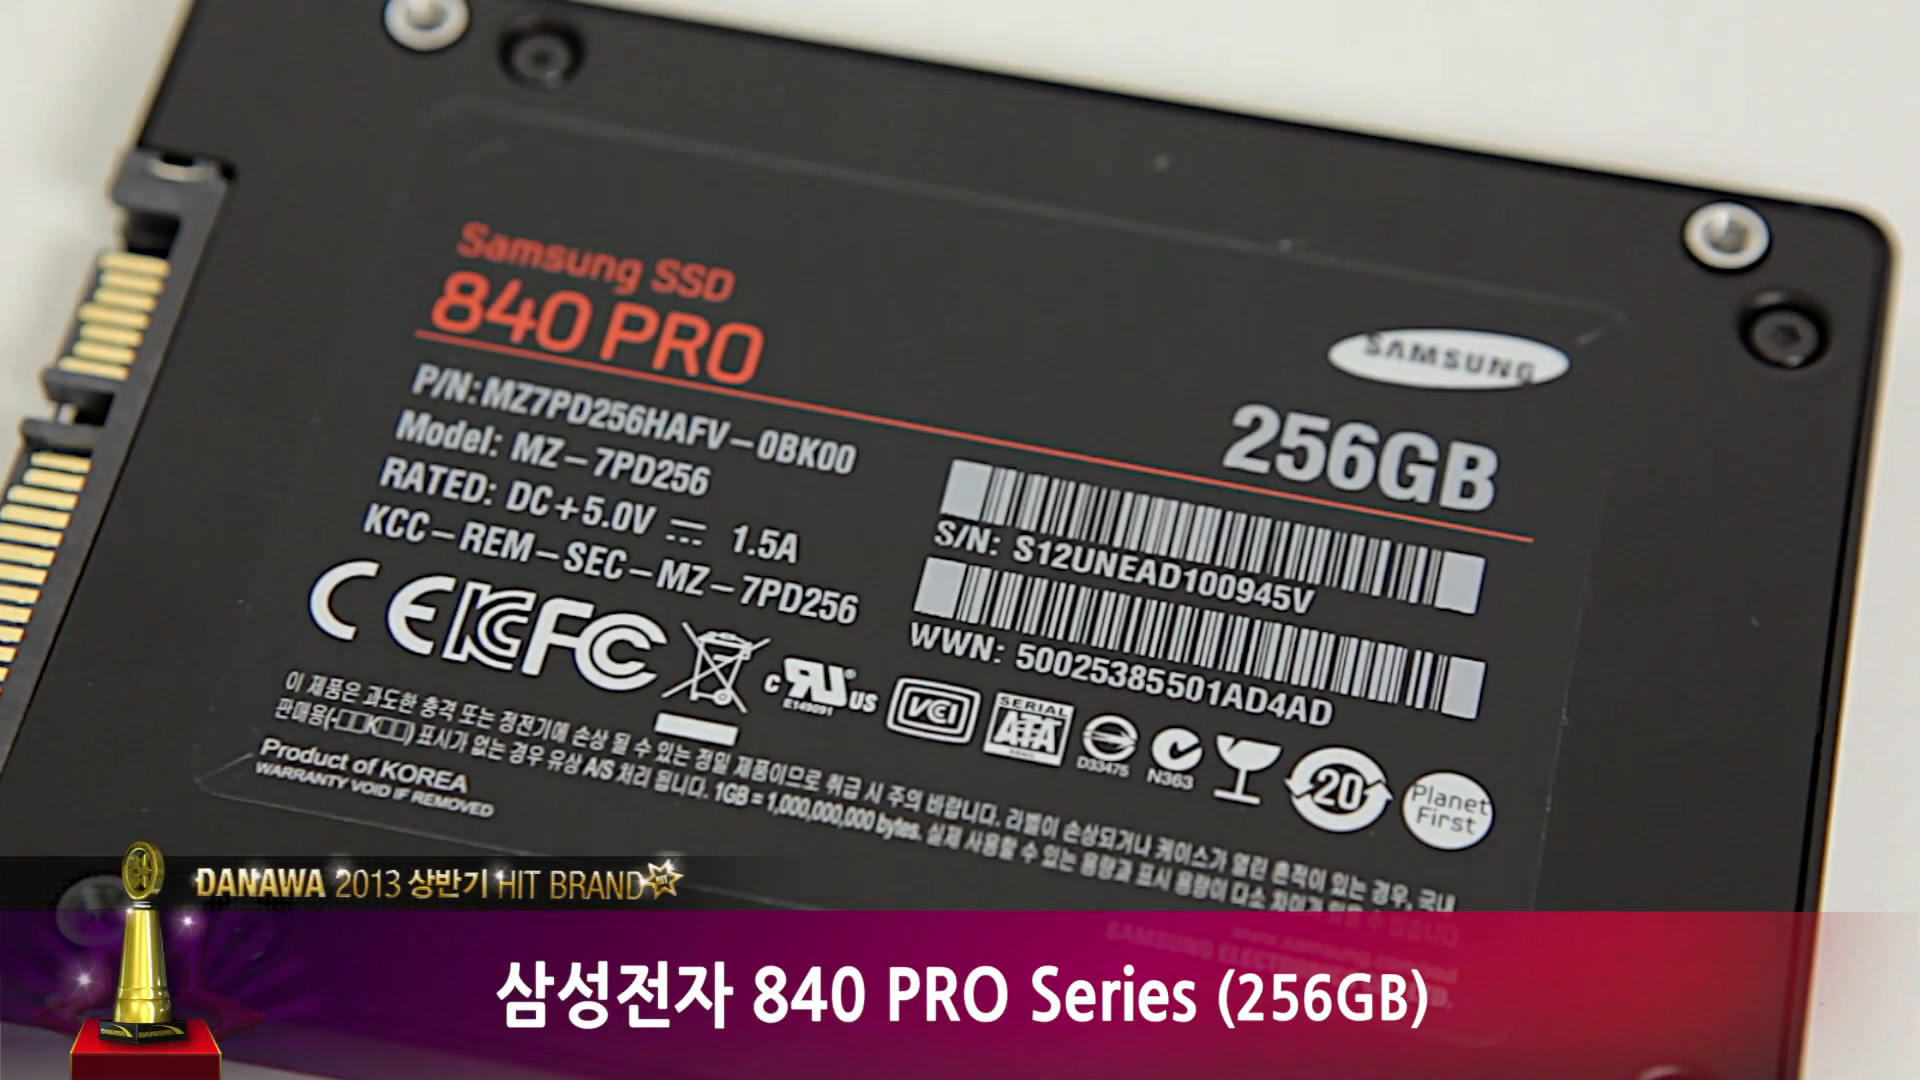 Samsung SSD
840 PRO
SAMSUNG
256GB
P/N: MZ7PD256HAFV-0BK00
Model: MZ-7PD256
RATED: DC+5.0V ⎓ 1.5A
KCC-REM-SEC-MZ-7PD256
S/N: S12UNEAD100945V
WWN: 50025385501AD4AD
CE KC FC c RU® US
E149091
VCI
SERIAL ATA
D33475
N363
20
Planet First
이 제품은 과도한 충격 또는 정전기에 손상 될 수 있는 정밀 제품이므로 취급 시 주의 바랍니다. 라벨이 손상되거나 케이스가 열린 흔적이 있는 경우, 국내
판매용(-□□K□□) 표시가 없는 경우 유상 A/S 처리 됩니다. 1GB = 1,000,000,000 bytes. 실제 사용할 수 있는 용량과 표시 용량이 다소 차이가
Product of KOREA
WARRANTY VOID IF REMOVED
DANAWA 2013 상반기 HIT BRAND HIT
삼성전자 840 PRO Series (256GB)